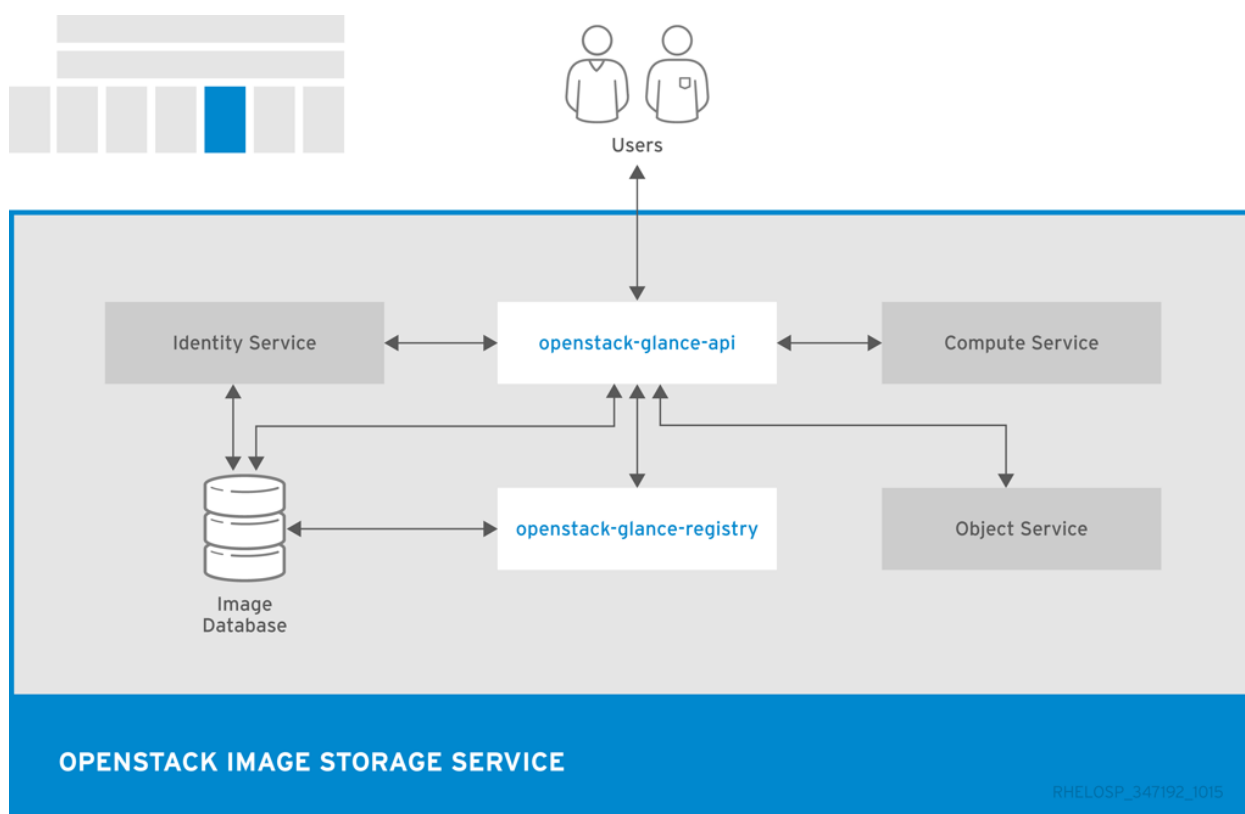 Users
Identity Service
openstack-glance-api
Compute Service
openstack-glance-registry
Object Service
Image
Database
OPENSTACK IMAGE STORAGE SERVICE
RHELOSP_347192_1015